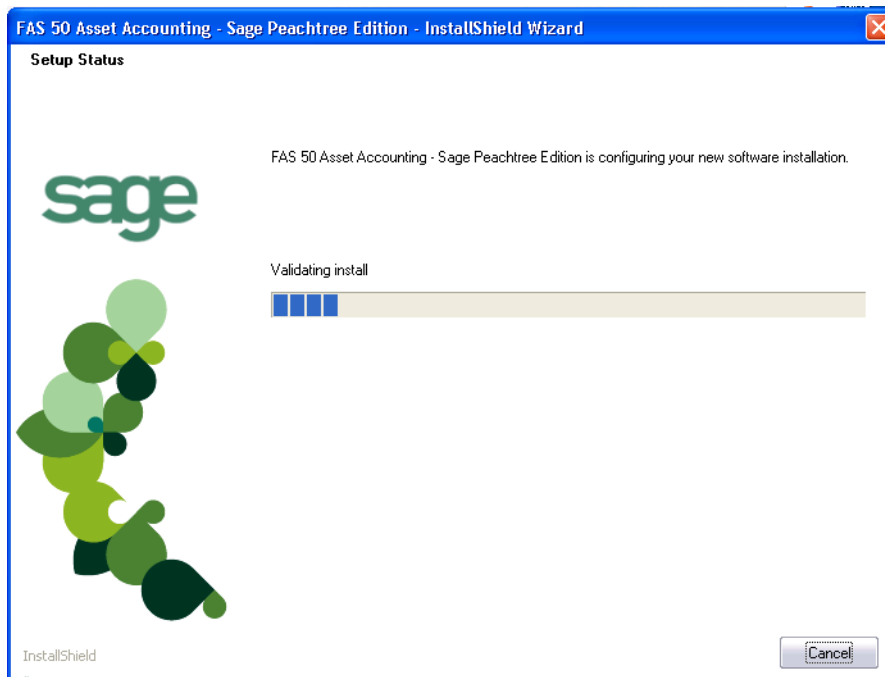 FAS 50 Asset Accounting - Sage Peachtree Edition - InstallShield Wizard
Setup Status
FAS 50 Asset Accounting - Sage Peachtree Edition is configuring your new software installation.
sage
Validating install
InstallShield
Cancel